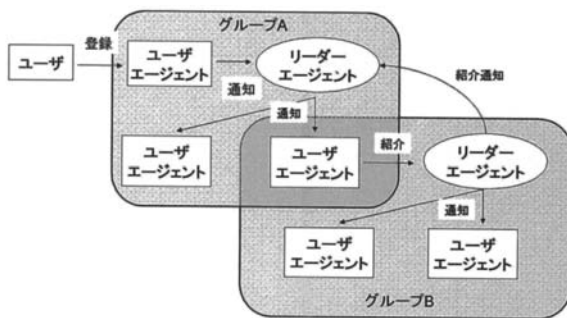 グループA
ユーザ
登録
ユーザ
エージェント
通知
リーダー
エージェント
紹介通知
通知
ユーザ
エージェント
ユーザ
エージェント
紹介
リーダー
エージェント
通知
ユーザ
エージェント
ユーザ
エージェント
グループB